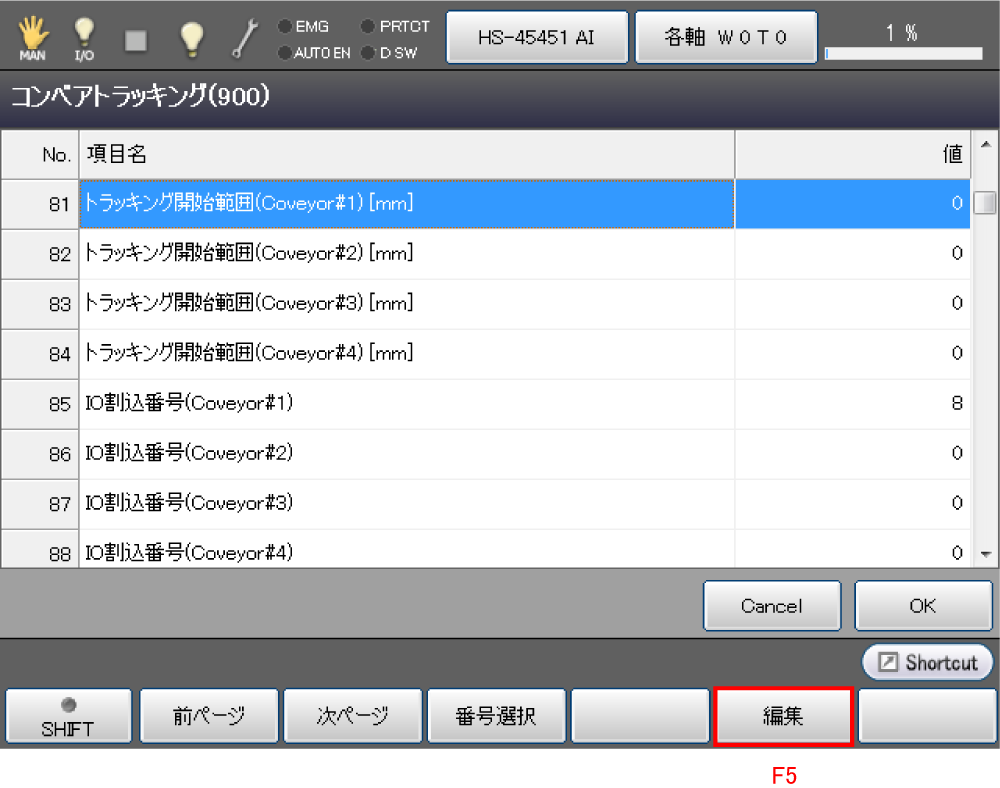 MAN I/O EMG PRTCT HS-45451 AI 各軸 W0T0 1 %
AUTO EN D SW
コンベアトラッキング(900)
No. 項目名 値
81 トラッキング開始範囲(Coveyor#1) [mm] 0
82 トラッキング開始範囲(Coveyor#2) [mm] 0
83 トラッキング開始範囲(Coveyor#3) [mm] 0
84 トラッキング開始範囲(Coveyor#4) [mm] 0
85 IO割込番号(Coveyor#1) 8
86 IO割込番号(Coveyor#2) 0
87 IO割込番号(Coveyor#3) 0
88 IO割込番号(Coveyor#4) 0
Cancel OK
Shortcut
SHIFT 前ページ 次ページ 番号選択 編集
F5